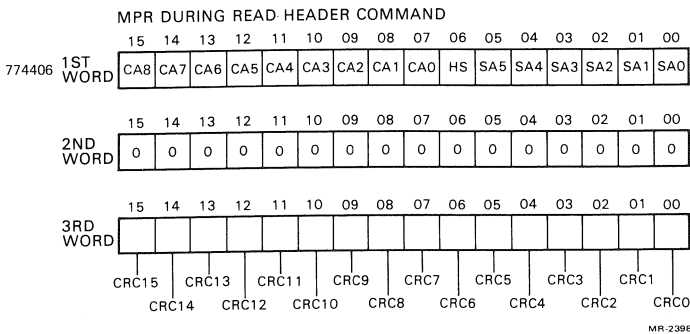 MPR DURING READ HEADER COMMAND
15 14 13 12 11 10 09 08 07 06 05 04 03 02 01 00
774406 1ST WORD CA8 CA7 CA6 CA5 CA4 CA3 CA2 CA1 CA0 HS SA5 SA4 SA3 SA2 SA1 SA0
15 14 13 12 11 10 09 08 07 06 05 04 03 02 01 00
2ND WORD 0 0 0 0 0 0 0 0 0 0 0 0 0 0 0 0
15 14 13 12 11 10 09 08 07 06 05 04 03 02 01 00
3RD WORD
CRC15 CRC13 CRC11 CRC9 CRC7 CRC5 CRC3 CRC1
CRC14 CRC12 CRC10 CRC8 CRC6 CRC4 CRC2 CRC0
MR-2398